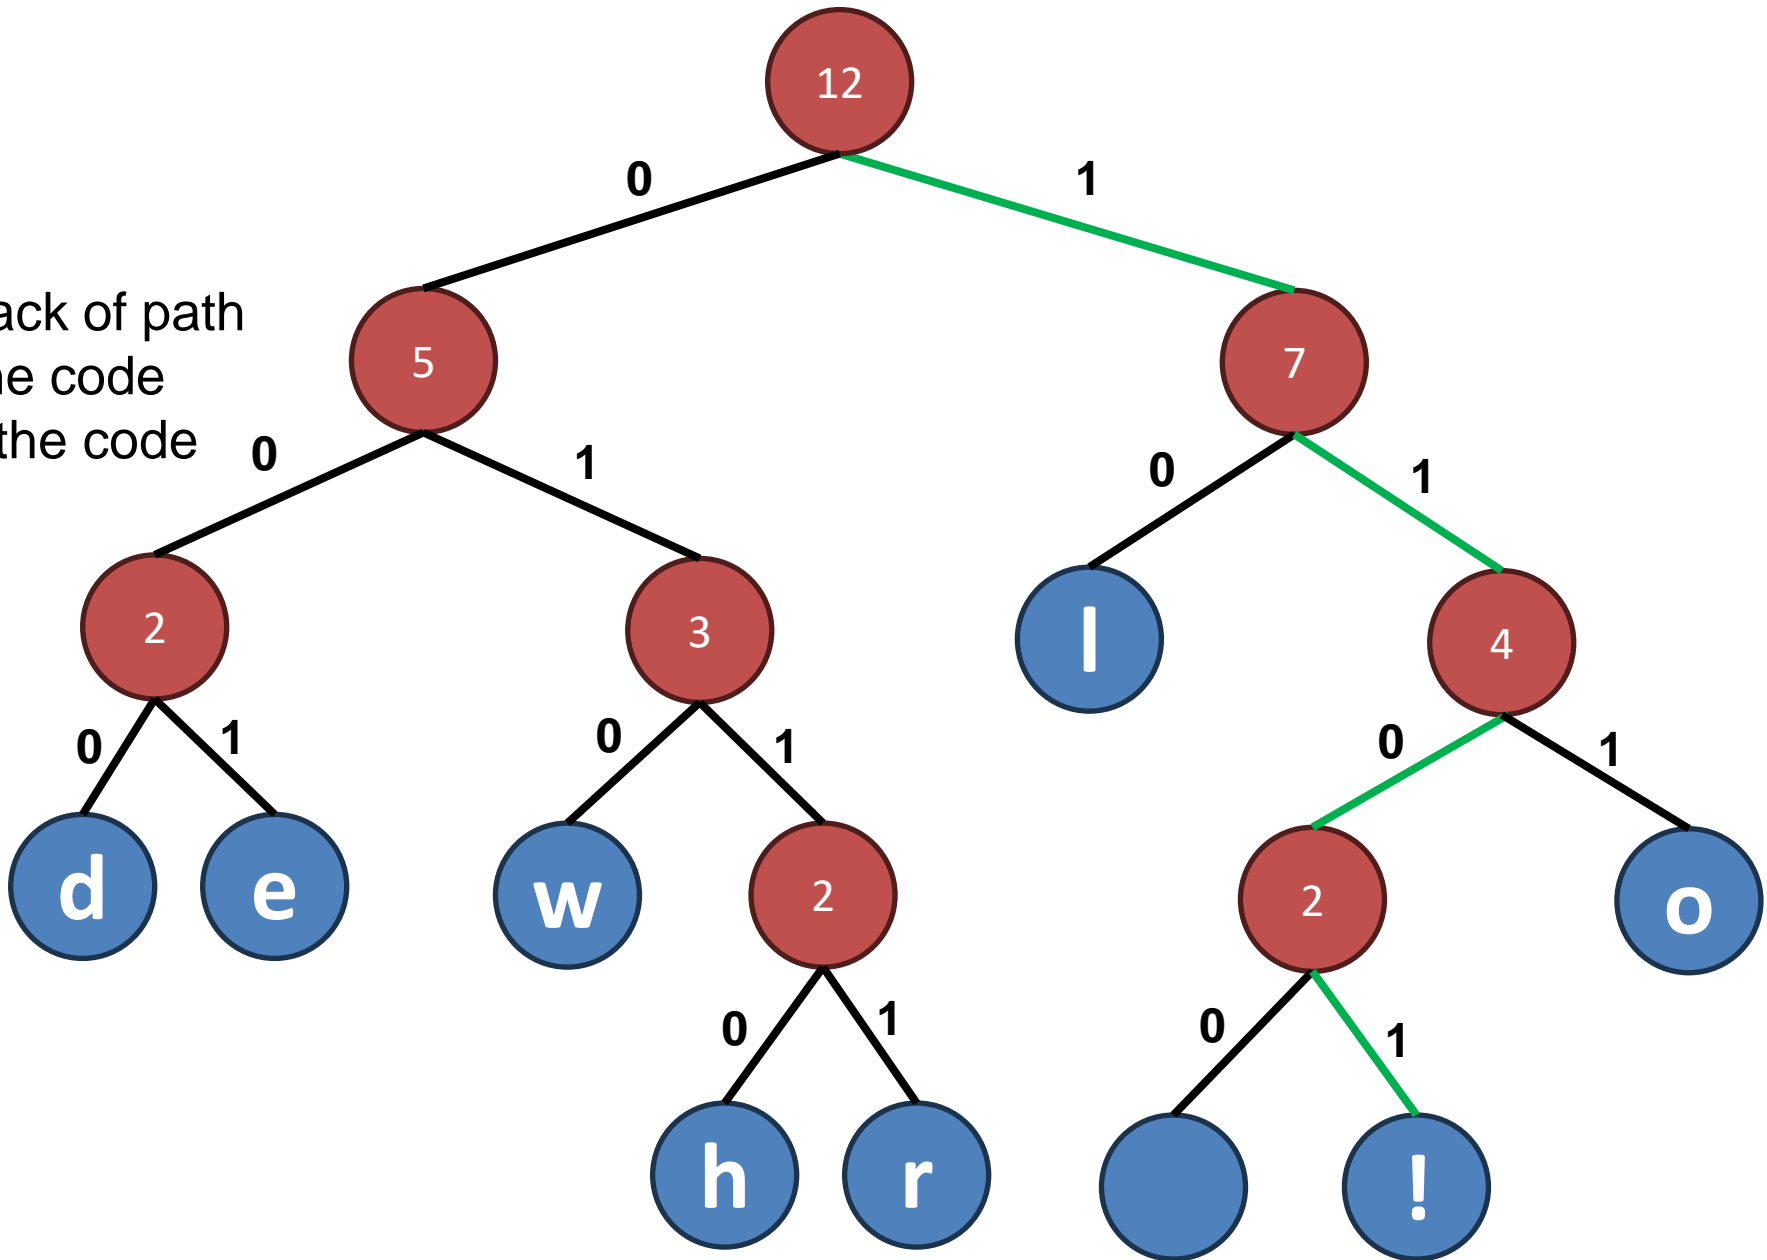 12
0 1
ack of path
ne code
the code
5 7
0 1 0 1
2 3 l 4
0 1 0 1 0 1
d e w 2 2 o
0 1 0 1
h r !